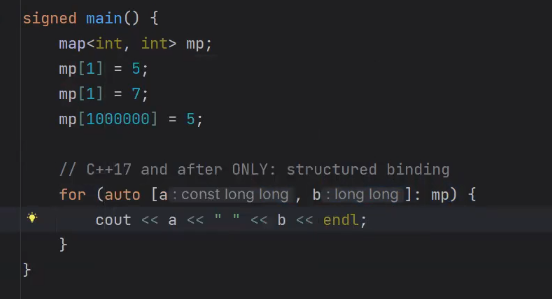 signed main() {
    map<int, int> mp;
    mp[1] = 5;
    mp[1] = 7;
    mp[1000000] = 5;
    // C++17 and after ONLY: structured binding
    for (auto [a : const long long , b : long long ]: mp) {
        cout << a << " " << b << endl;
    }
}